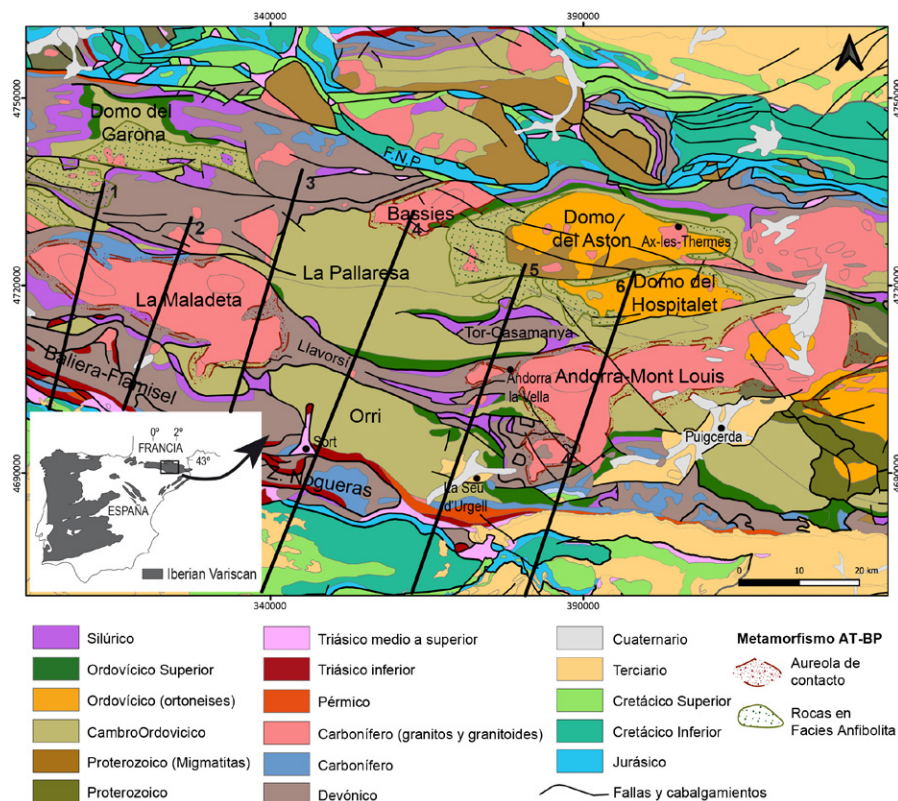 340000
390000
4750000
4750000
Domo del
Garona
F.N.P.
1
2
3
Bassies
4
Domo
del Aston
Ax-les-Thermes
La Pallaresa
5
6
Domo del
Hospitalet
4720000
4720000
La Maladeta
Tor-Casamanya
Llavorsi
Baliera-Flamisel
Andorra
la Vella
Andorra-Mont Louis
Orri
Puigcerda
Sort
Z. Nogueras
La Seu
d'Urgell
4690000
4690000
0º 2º
FRANCIA
43º
ESPAÑA
Iberian Variscan
0 10 20 km
340000
390000
Silúrico
Ordovícico Superior
Ordovícico (ortoneises)
CambroOrdovicico
Proterozoico (Migmatitas)
Proterozoico
Triásico medio a superior
Triásico inferior
Pérmico
Carbonífero (granitos y granitoides)
Carbonífero
Devónico
Cuaternario
Terciario
Cretácico Superior
Cretácico Inferior
Jurásico
Fallas y cabalgamientos
Metamorfismo AT-BP
Aureola de
contacto
Rocas en
Facies Anfibolita